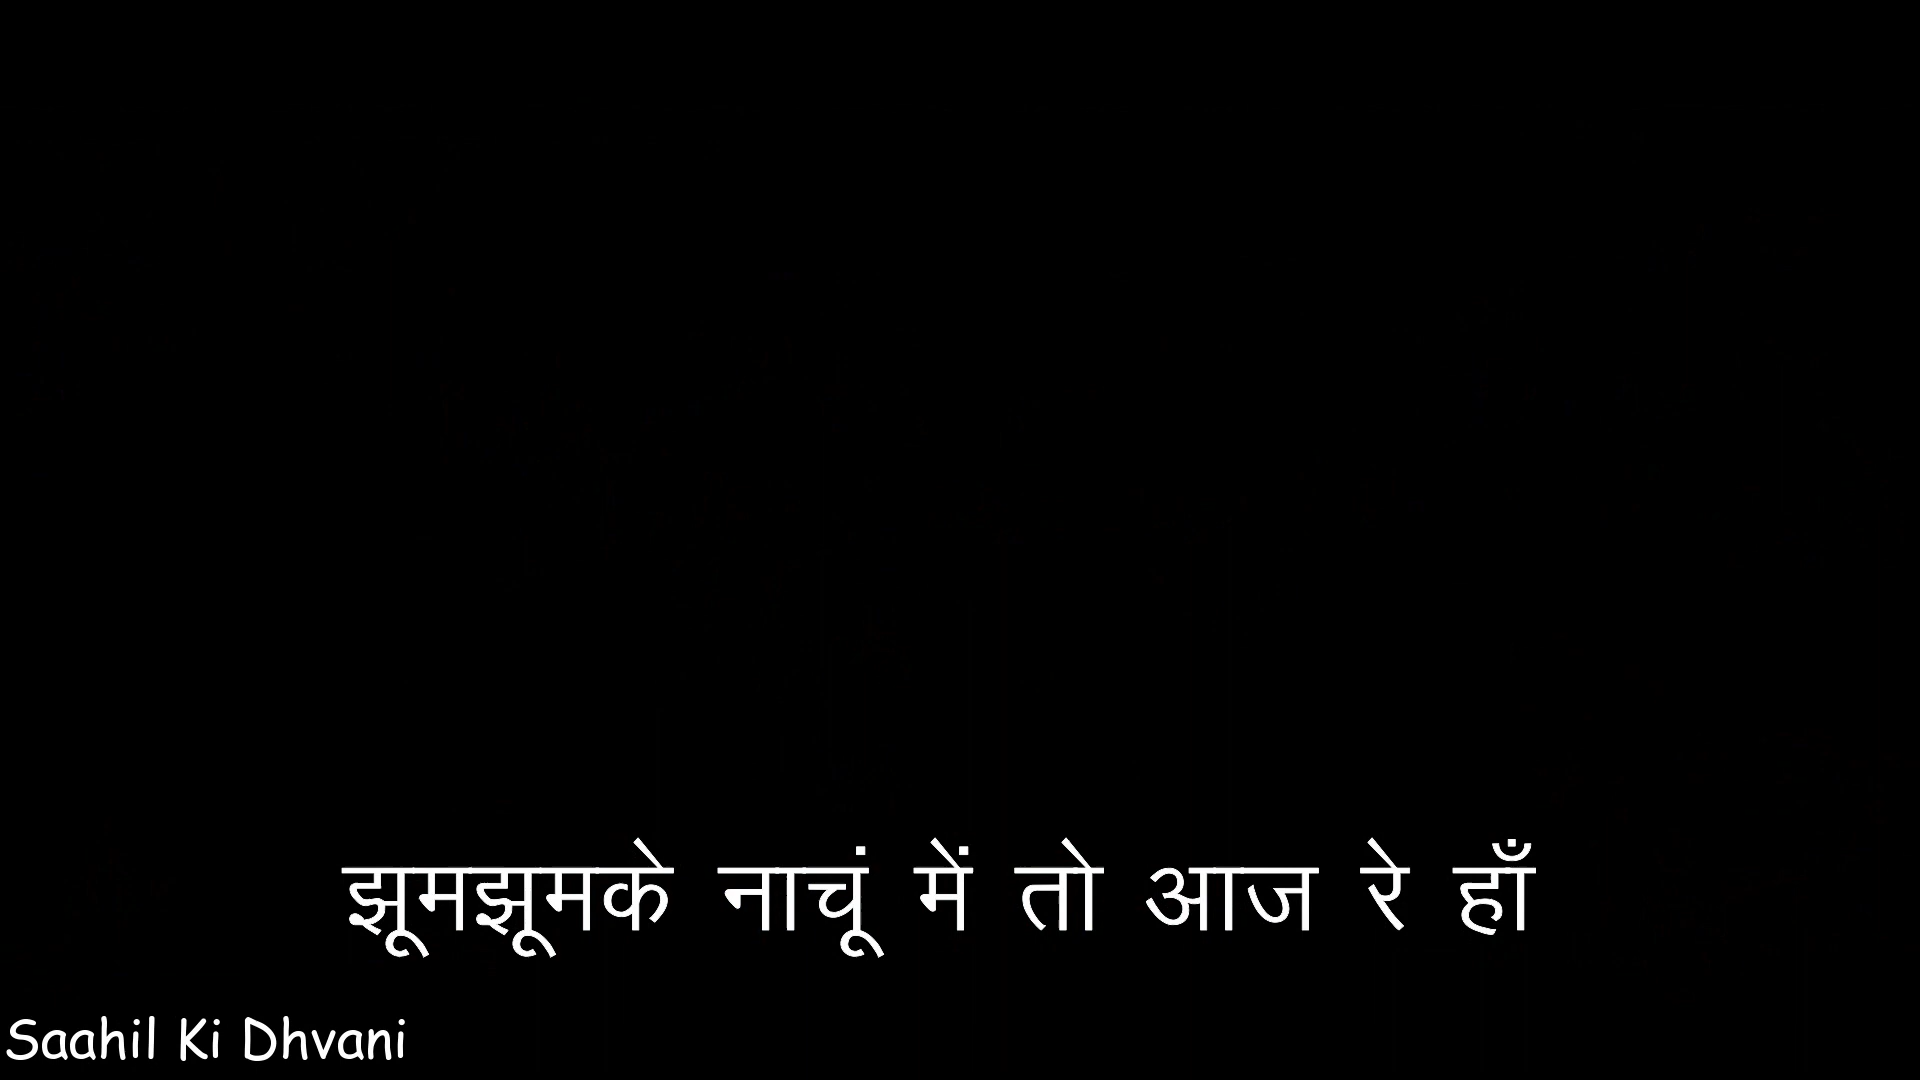 झूमझूमके नाचूं में तो आज रे हाँ
Saahil Ki Dhvani